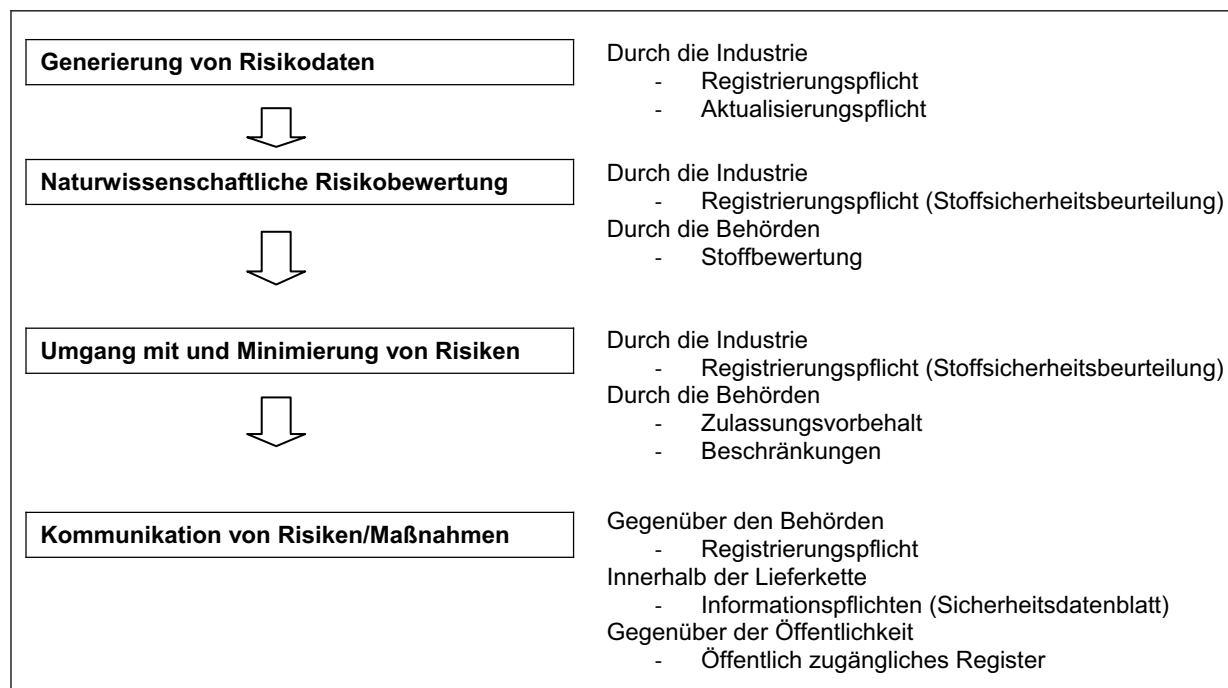 Generierung von Risikodaten
Durch die Industrie
- Registrierungspflicht
- Aktualisierungspflicht
Naturwissenschaftliche Risikobewertung
Durch die Industrie
- Registrierungspflicht (Stoffsicherheitsbeurteilung)
Durch die Behörden
- Stoffbewertung
Umgang mit und Minimierung von Risiken
Durch die Industrie
- Registrierungspflicht (Stoffsicherheitsbeurteilung)
Durch die Behörden
- Zulassungsvorbehalt
- Beschränkungen
Kommunikation von Risiken/Maßnahmen
Gegenüber den Behörden
- Registrierungspflicht
Innerhalb der Lieferkette
- Informationspflichten (Sicherheitsdatenblatt)
Gegenüber der Öffentlichkeit
- Öffentlich zugängliches Register